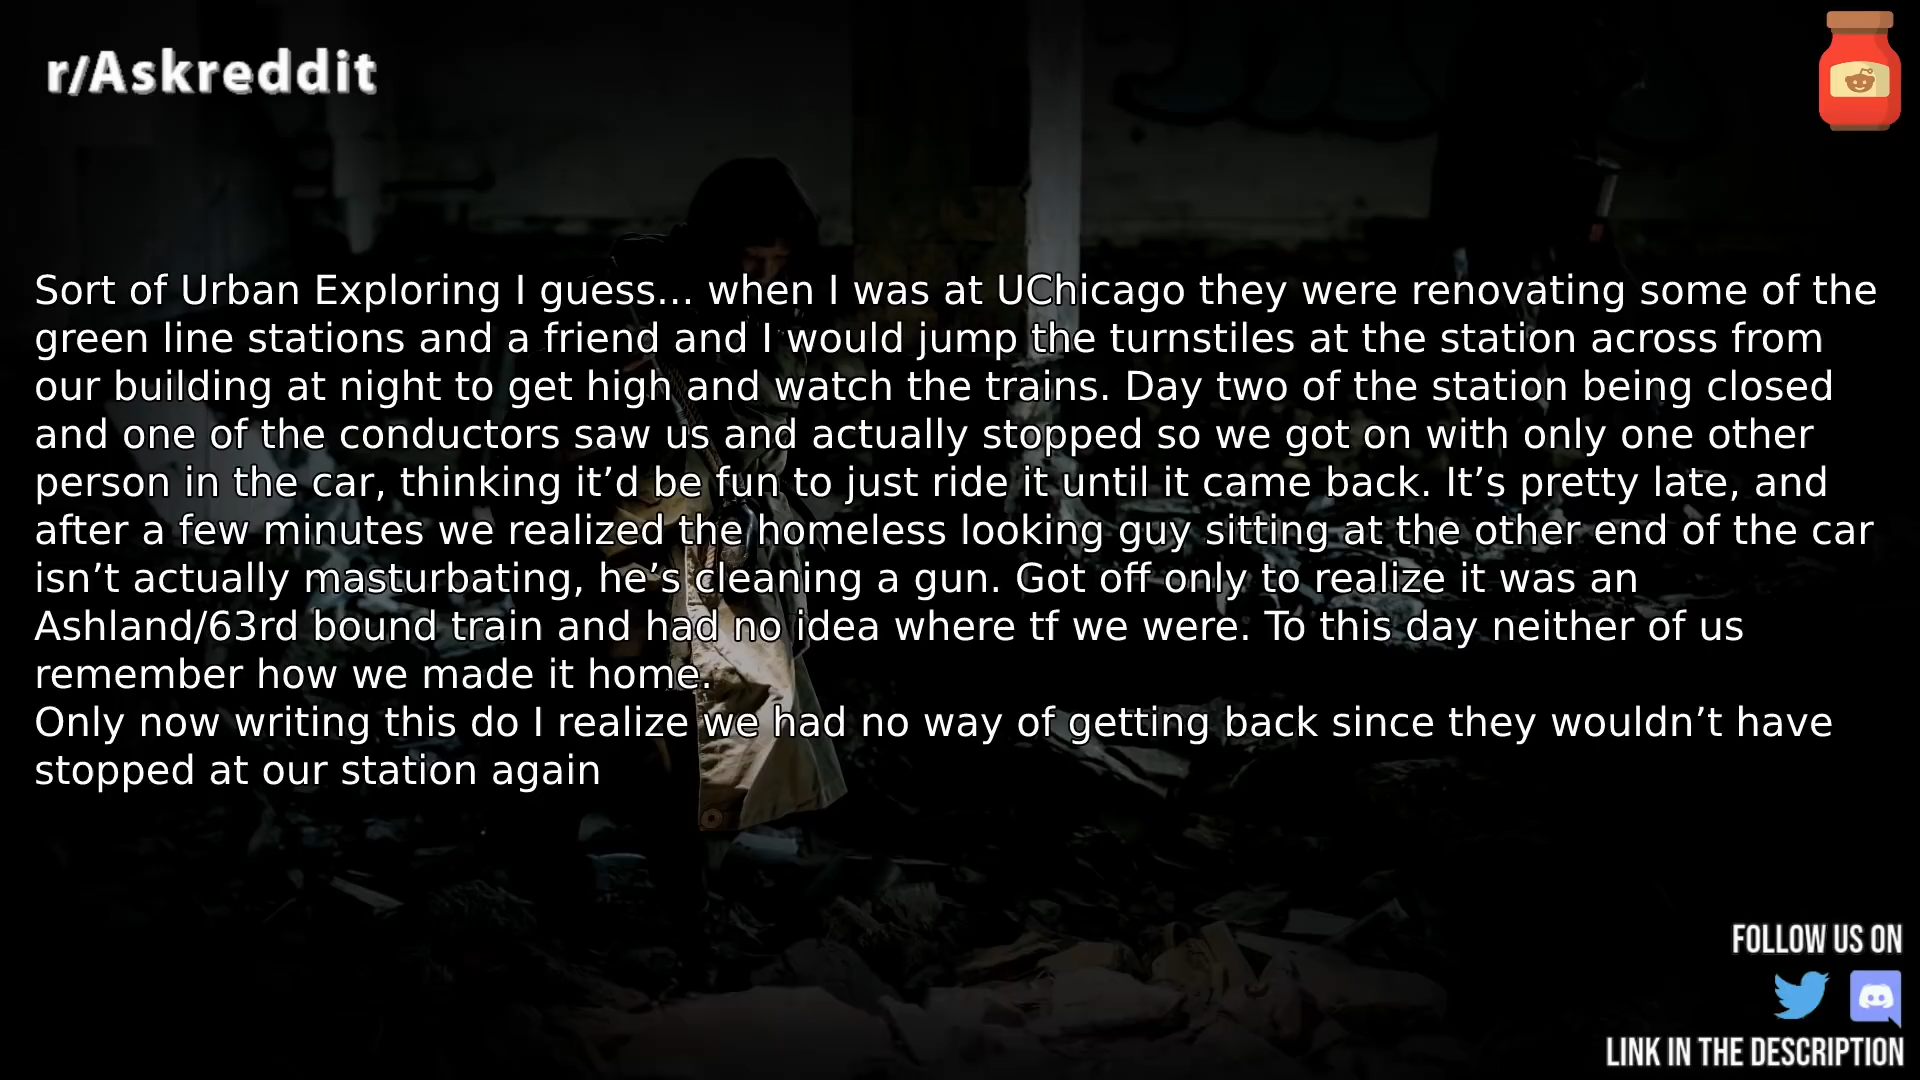 r/Askreddit
Sort of Urban Exploring I guess... when I was at UChicago they were renovating some of the
green line stations and a friend and I would jump the turnstiles at the station across from
our building at night to get high and watch the trains. Day two of the station being closed
and one of the conductors saw us and actually stopped so we got on with only one other
person in the car, thinking it’d be fun to just ride it until it came back. It’s pretty late, and
after a few minutes we realized the homeless looking guy sitting at the other end of the car
isn’t actually masturbating, he’s cleaning a gun. Got off only to realize it was an
Ashland/63rd bound train and had no idea where tf we were. To this day neither of us
remember how we made it home.
Only now writing this do I realize we had no way of getting back since they wouldn’t have
stopped at our station again
FOLLOW US ON
LINK IN THE DESCRIPTION